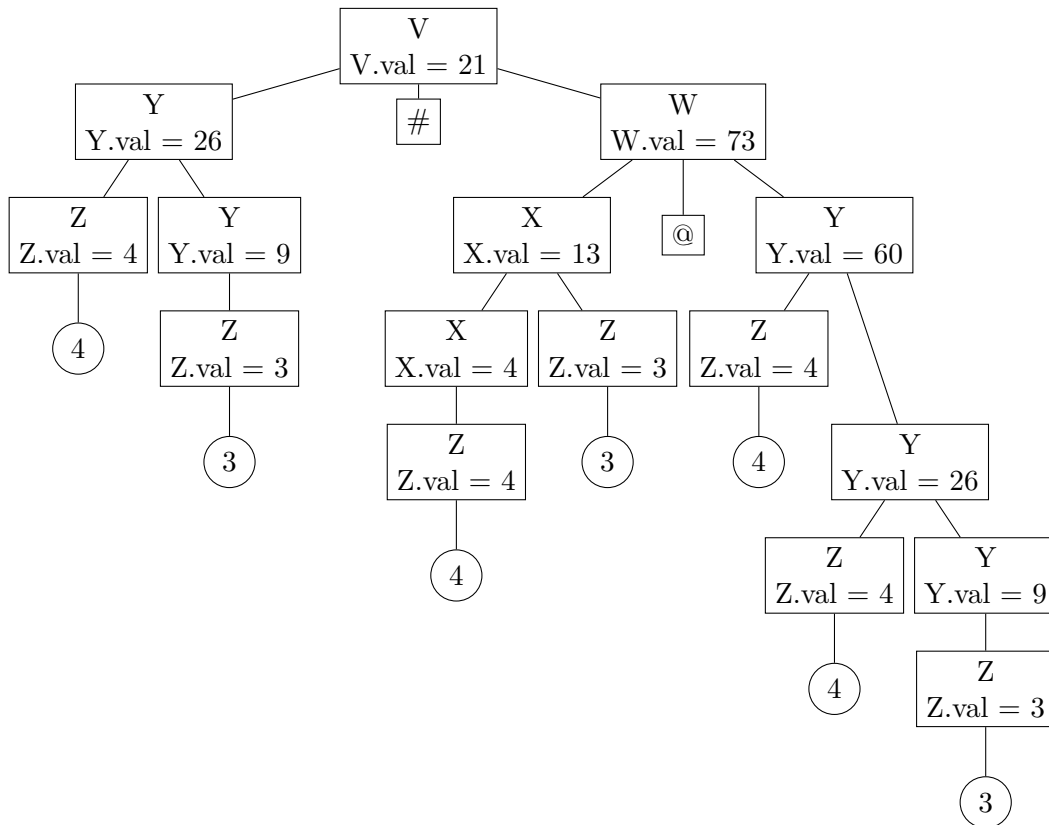 V
V.val = 21
#
Y
Y.val = 26
W
W.val = 73
Z
Z.val = 4
Y
Y.val = 9
X
X.val = 13
@
Y
Y.val = 60
4
Z
Z.val = 3
X
X.val = 4
Z
Z.val = 3
Z
Z.val = 4
3
Z
Z.val = 4
3
4
Y
Y.val = 26
4
Z
Z.val = 4
Y
Y.val = 9
4
Z
Z.val = 3
3